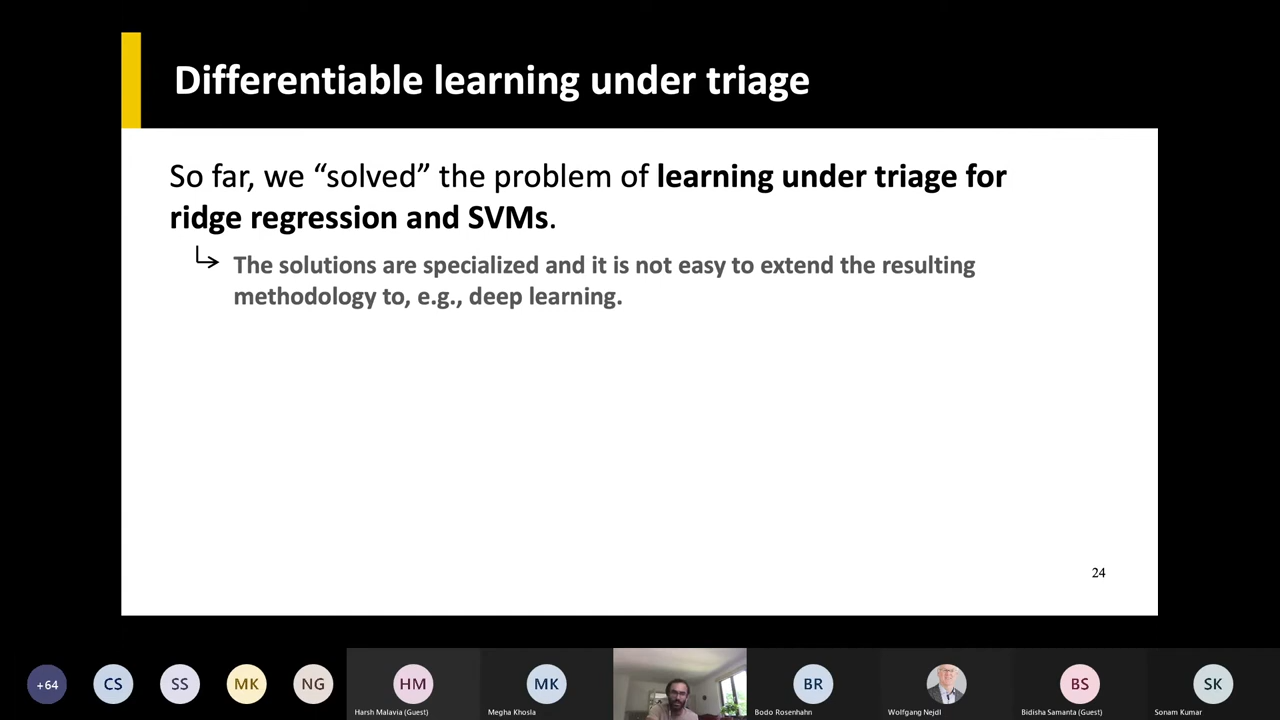 Differentiable learning under triage
So far, we “solved” the problem of learning under triage for
ridge regression and SVMs.
The solutions are specialized and it is not easy to extend the resulting
methodology to, e.g., deep learning.
24
+64
CS
SS
MK
NG
HM
Harsh Malavia (Guest)
MK
Megha Khosla
BR
Bodo Rosenhahn
Wolfgang Nejdl
BS
Bidisha Samanta (Guest)
SK
Sonam Kumar